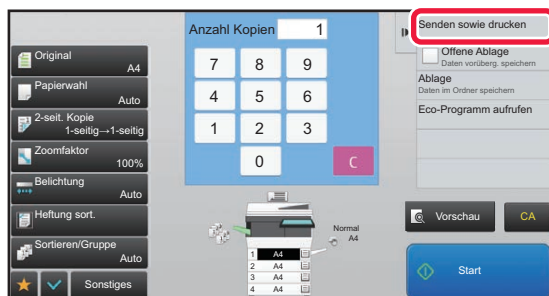 Original
A4
Papierwahl
Auto
2-seit. Kopie
1-seitig→1-seitig
Zoomfaktor
100%
Belichtung
Auto
Heftung sort.
Sortieren/Gruppe
Auto
Sonstiges
Anzahl Kopien 1
7 8 9
4 5 6
1 2 3
0 C
Normal
A4
1 A4
2 A4
3 A4
4 A4
Senden sowie drucken
Offene Ablage
Daten vorüberg. speichern
Ablage
Daten im Ordner speichern
Eco-Programm aufrufen
Vorschau CA
Start